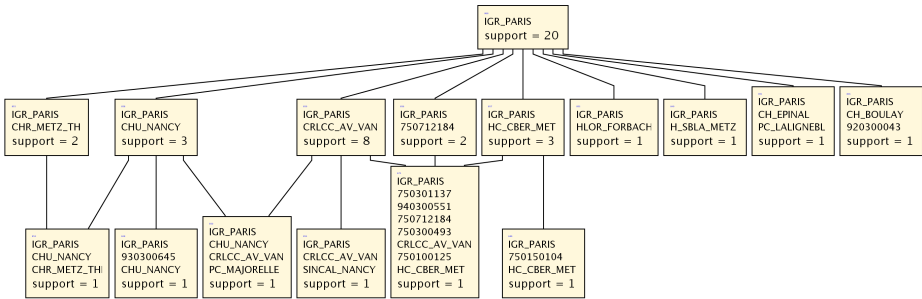 IGR_PARIS
support = 20
IGR_PARIS
CHR_METZ_TH
support = 2
IGR_PARIS
CHU_NANCY
support = 3
IGR_PARIS
CRLCC_AV_VAN
support = 8
IGR_PARIS
750712184
support = 2
IGR_PARIS
HC_CBER_MET
support = 3
IGR_PARIS
HLOR_FORBACH
support = 1
IGR_PARIS
H_SBLA_METZ
support = 1
IGR_PARIS
CH_EPINAL
PC_LALIGNEBL
support = 1
IGR_PARIS
CH_BOULAY
920300043
support = 1
IGR_PARIS
CHU_NANCY
CHR_METZ_THI
support = 1
IGR_PARIS
930300645
CHU_NANCY
support = 1
IGR_PARIS
CHU_NANCY
CRLCC_AV_VAN
PC_MAJORELLE
support = 1
IGR_PARIS
CRLCC_AV_VAN
SINCAL_NANCY
support = 1
IGR_PARIS
750301137
940300551
750712184
750300493
CRLCC_AV_VAN
750100125
HC_CBER_MET
support = 1
IGR_PARIS
750150104
HC_CBER_MET
support = 1